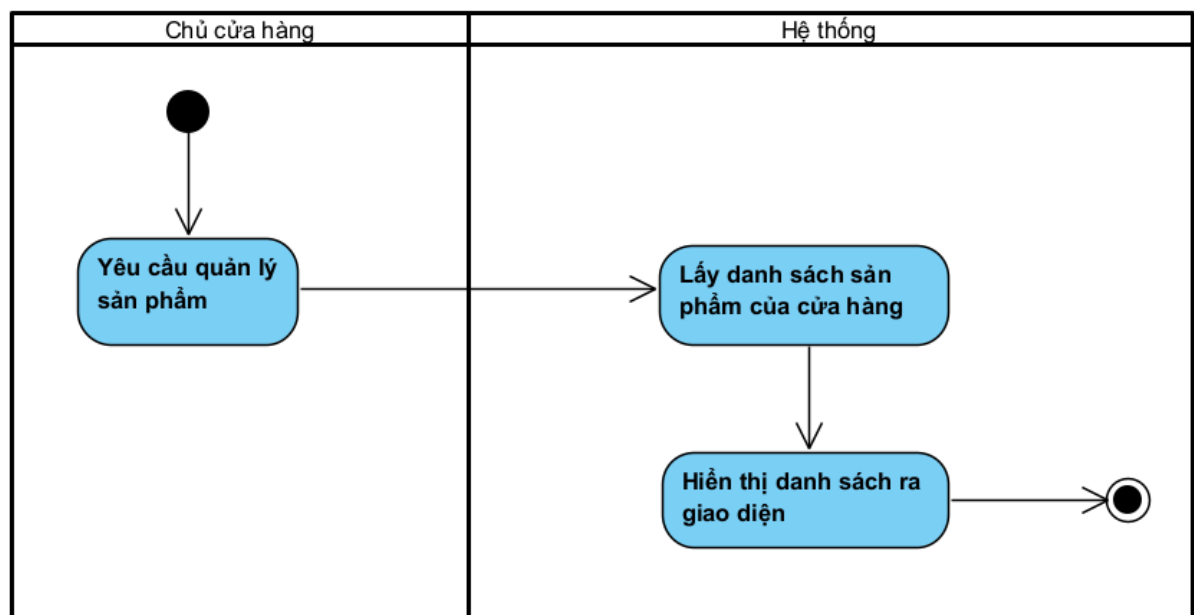 Chủ cửa hàng
Hệ thống
Yêu cầu quản lý
sản phẩm
Lấy danh sách sản
phẩm của cửa hàng
Hiển thị danh sách ra
giao diện